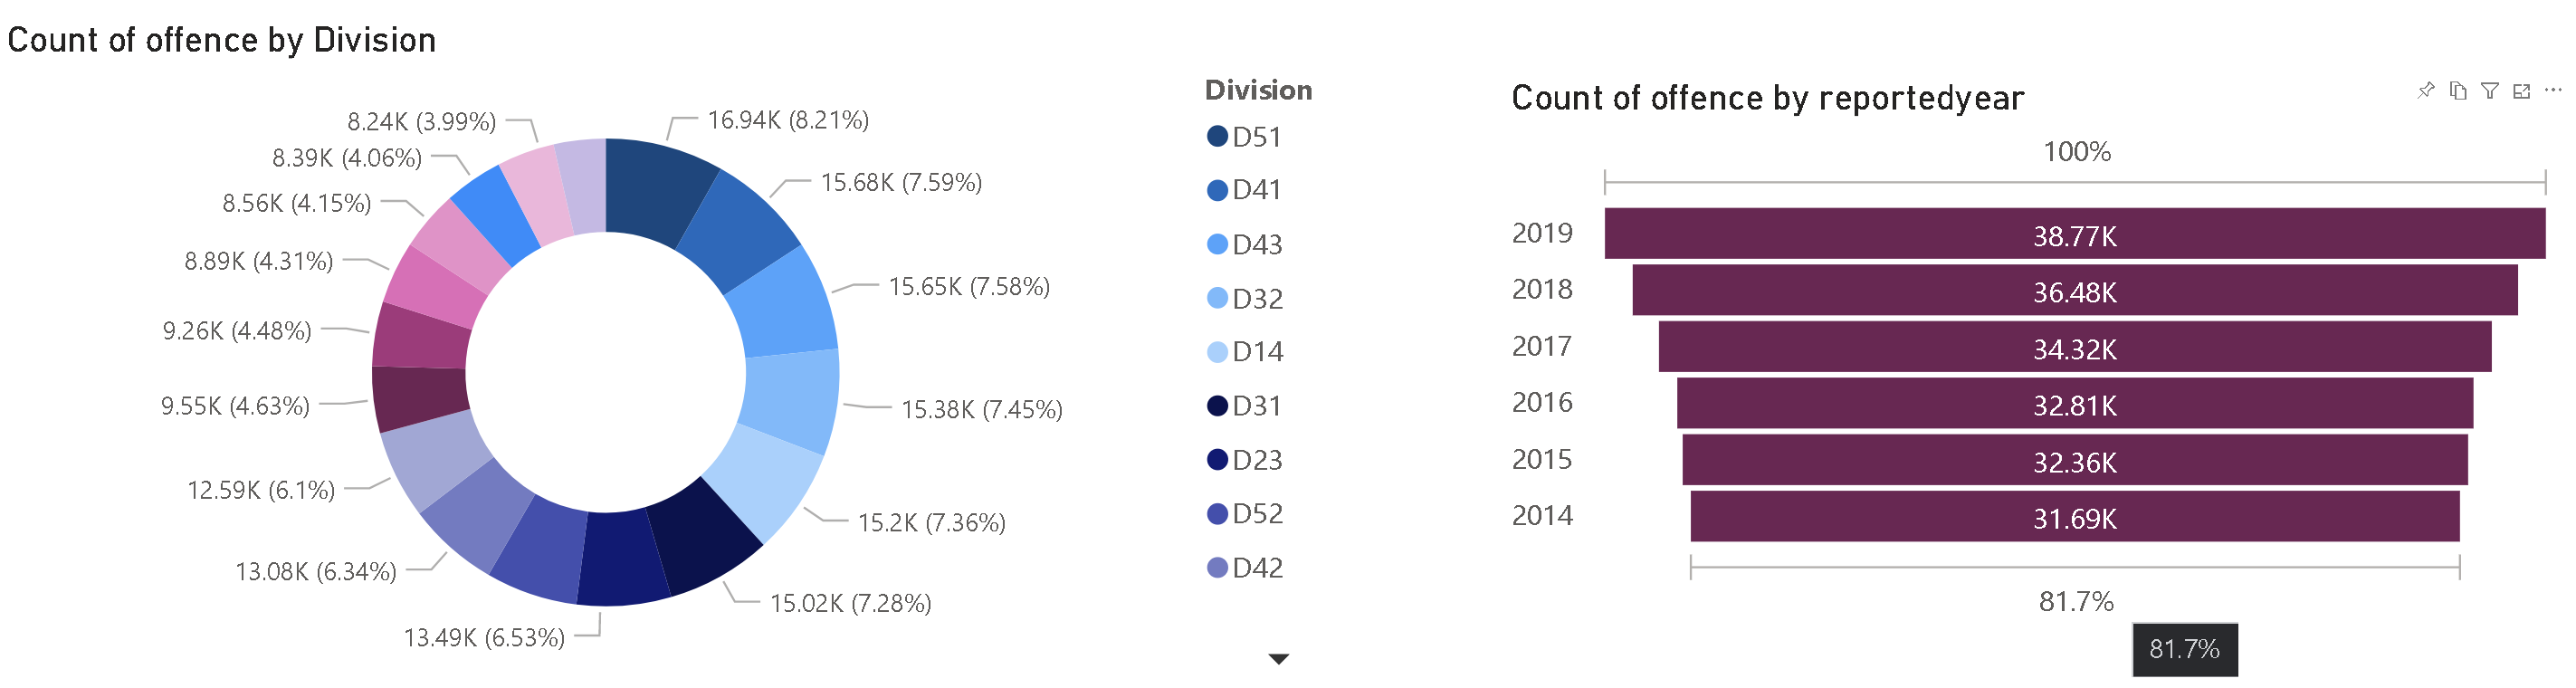 Count of offence by Division
8.24K (3.99%)
8.39K (4.06%)
8.56K (4.15%)
8.89K (4.31%)
9.26K (4.48%)
9.55K (4.63%)
12.59K (6.1%)
13.08K (6.34%)
13.49K (6.53%)
16.94K (8.21%)
15.68K (7.59%)
15.65K (7.58%)
15.38K (7.45%)
15.2K (7.36%)
15.02K (7.28%)
Division
D51
D41
D43
D32
D14
D31
D23
D52
D42
Count of offence by reportedyear
100%
2019 38.77K
2018 36.48K
2017 34.32K
2016 32.81K
2015 32.36K
2014 31.69K
81.7%
81.7%